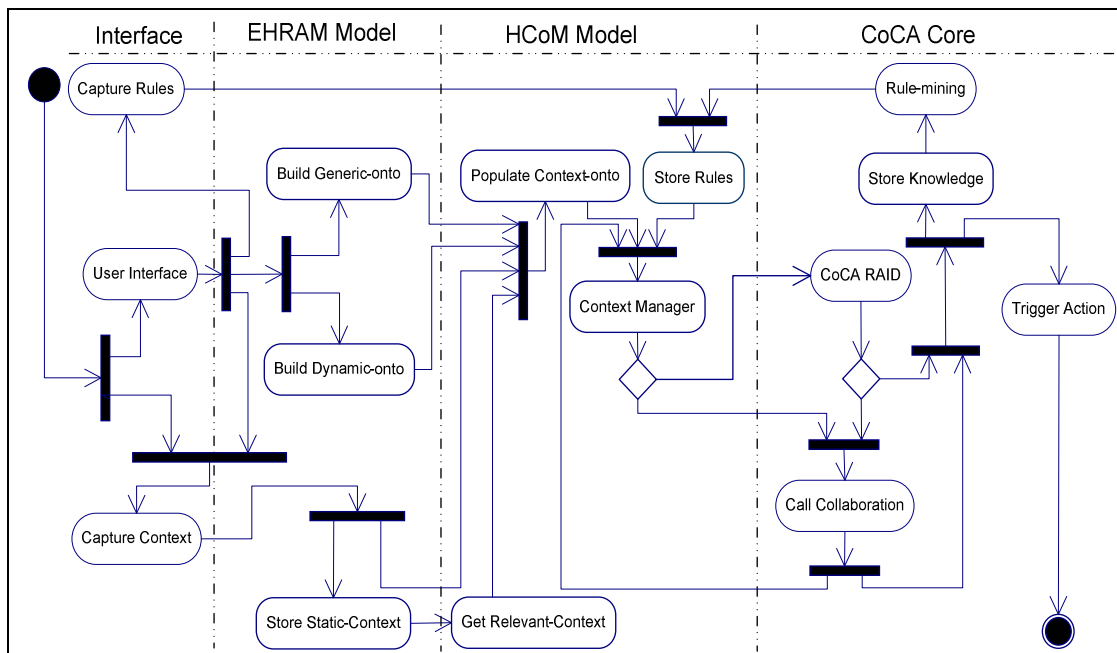 Interface
EHRAM Model
HCoM Model
CoCA Core
Capture Rules
Rule-mining
Build Generic-onto
Populate Context-onto
Store Rules
Store Knowledge
User Interface
CoCA RAID
Context Manager
Trigger Action
Build Dynamic-onto
Call Collaboration
Capture Context
Store Static-Context
Get Relevant-Context